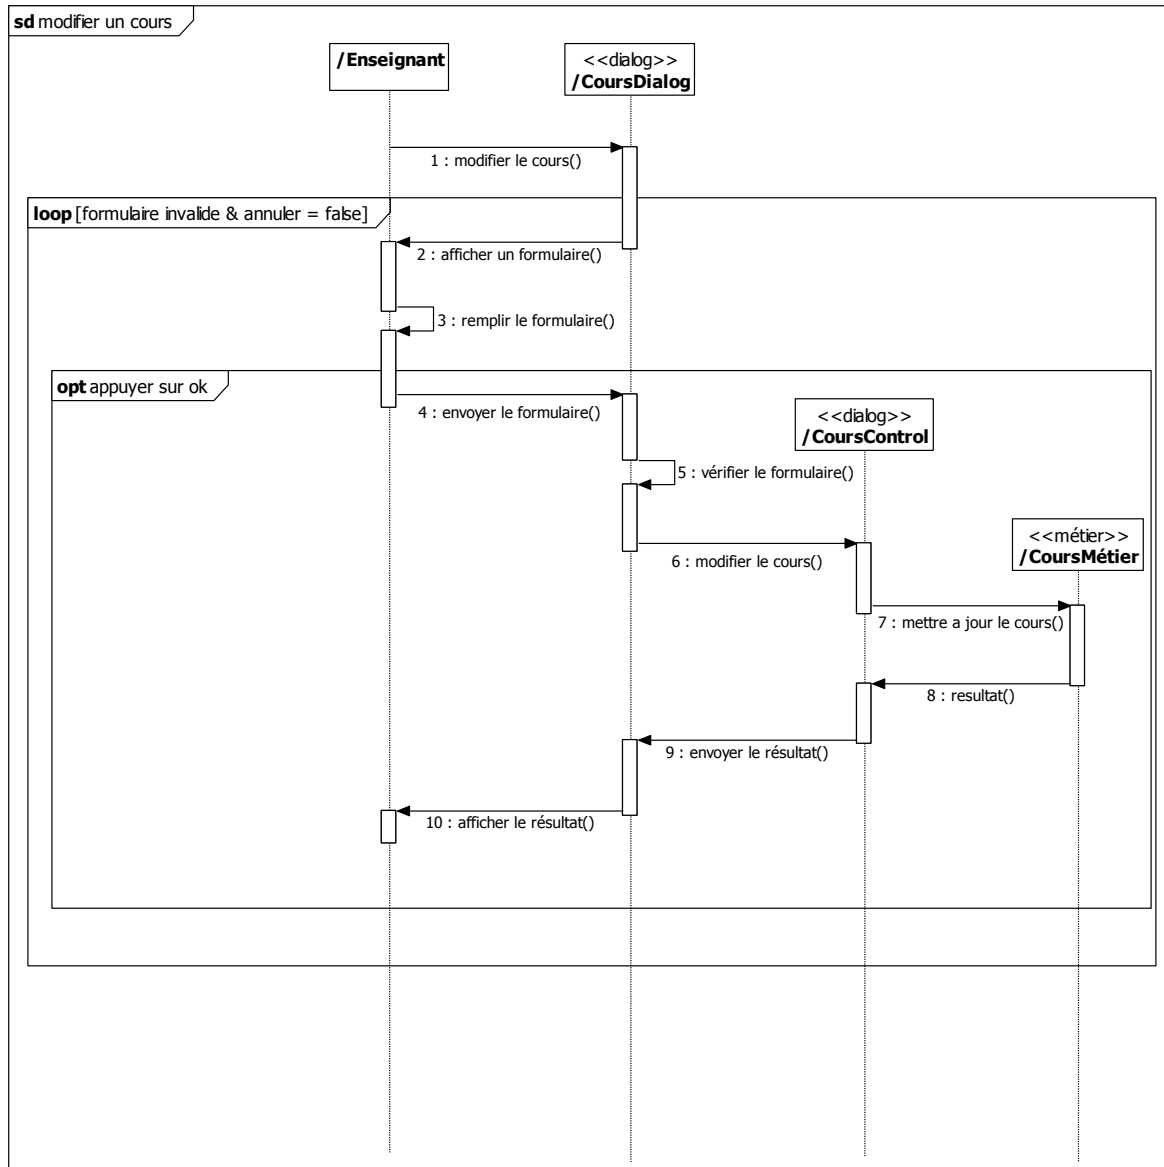 sd modifier un cours
/Enseignant
<<dialog>>
/CoursDialog
1 : modifier le cours()
loop [formulaire invalide & annuler = false]
2 : afficher un formulaire()
3 : remplir le formulaire()
opt appuyer sur ok
4 : envoyer le formulaire()
<<dialog>>
/CoursControl
5 : vérifier le formulaire()
<<métier>>
/CoursMétier
6 : modifier le cours()
7 : mettre a jour le cours()
8 : resultat()
9 : envoyer le résultat()
10 : afficher le résultat()